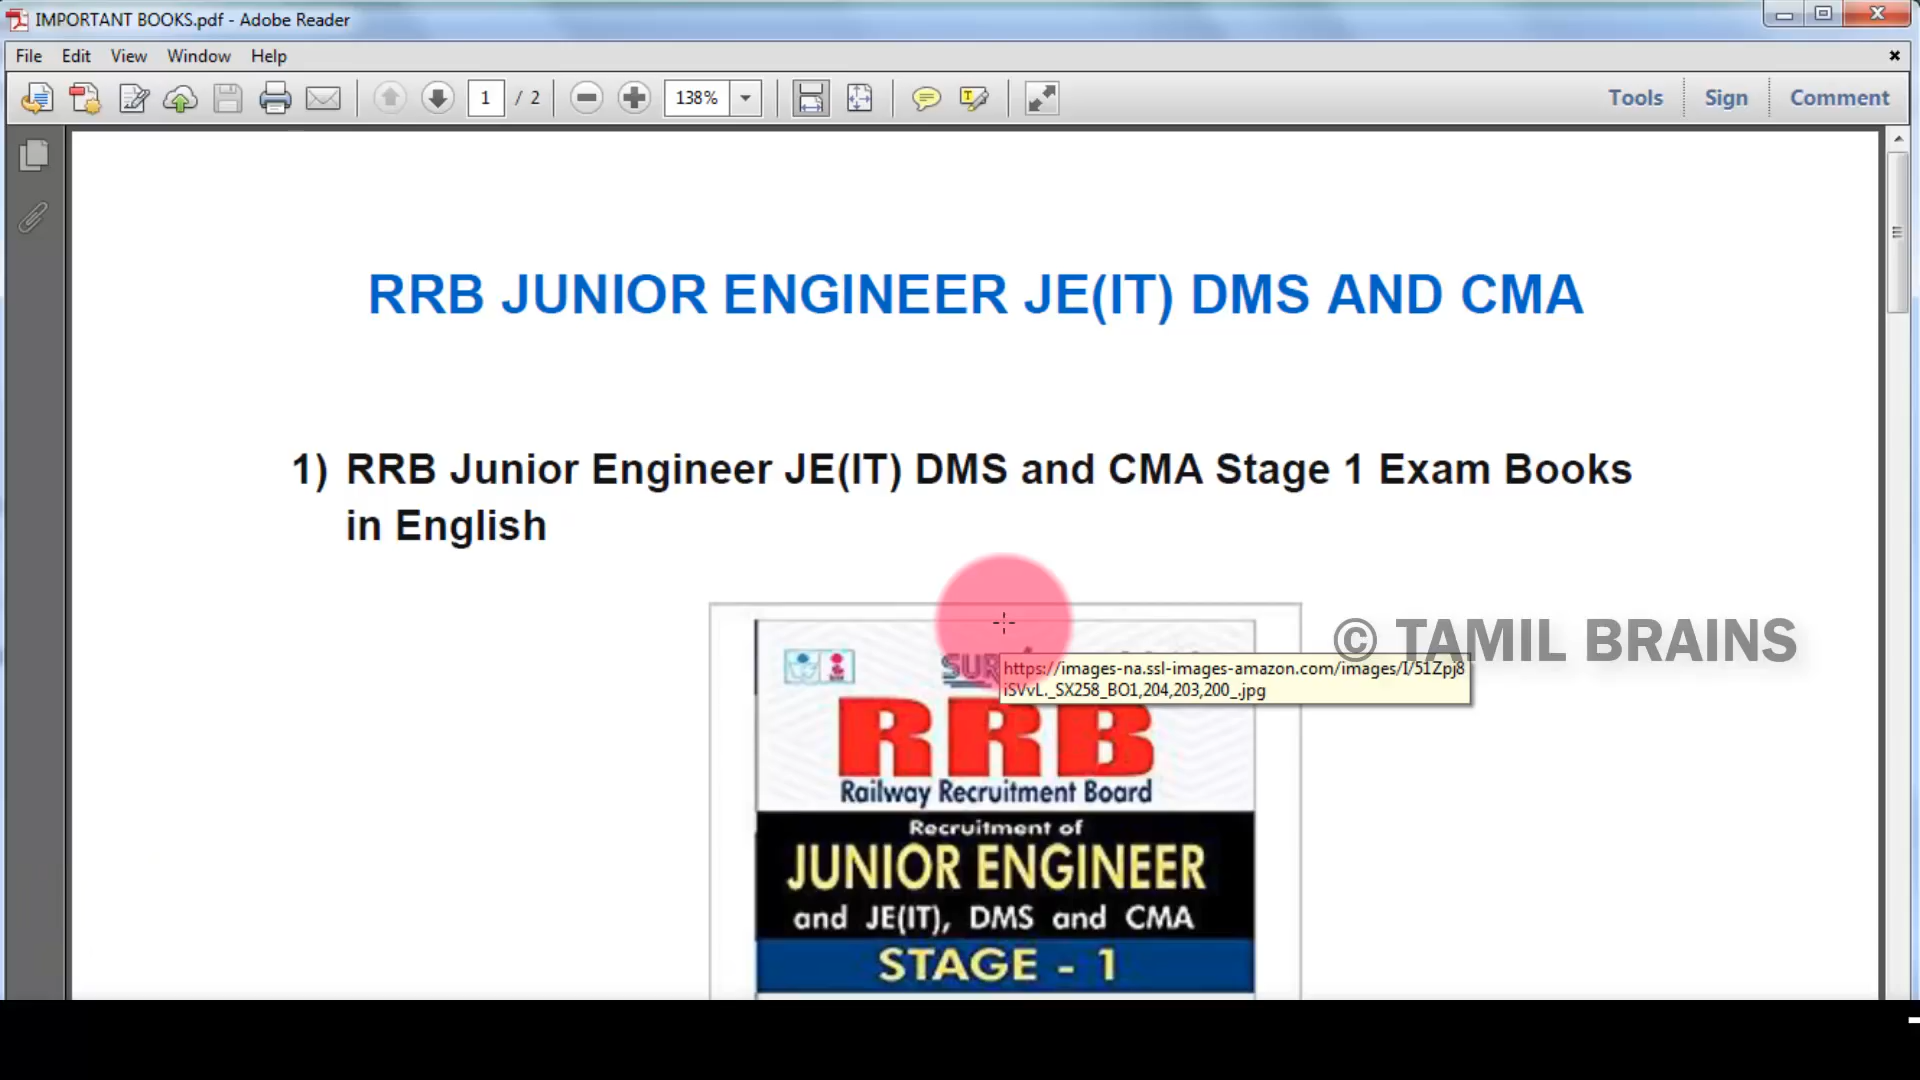 IMPORTANT BOOKS.pdf - Adobe Reader
File Edit View Window Help
1 / 2 138% Tools Sign Comment
RRB JUNIOR ENGINEER JE(IT) DMS AND CMA
1) RRB Junior Engineer JE(IT) DMS and CMA Stage 1 Exam Books
in English
© TAMIL BRAINS
https://images-na.ssl-images-amazon.com/images/I/51Zpj8
iSVvL._SX258_BO1,204,203,200_.jpg
RRB
Railway Recruitment Board
Recruitment of
JUNIOR ENGINEER
and JE(IT), DMS and CMA
STAGE - 1